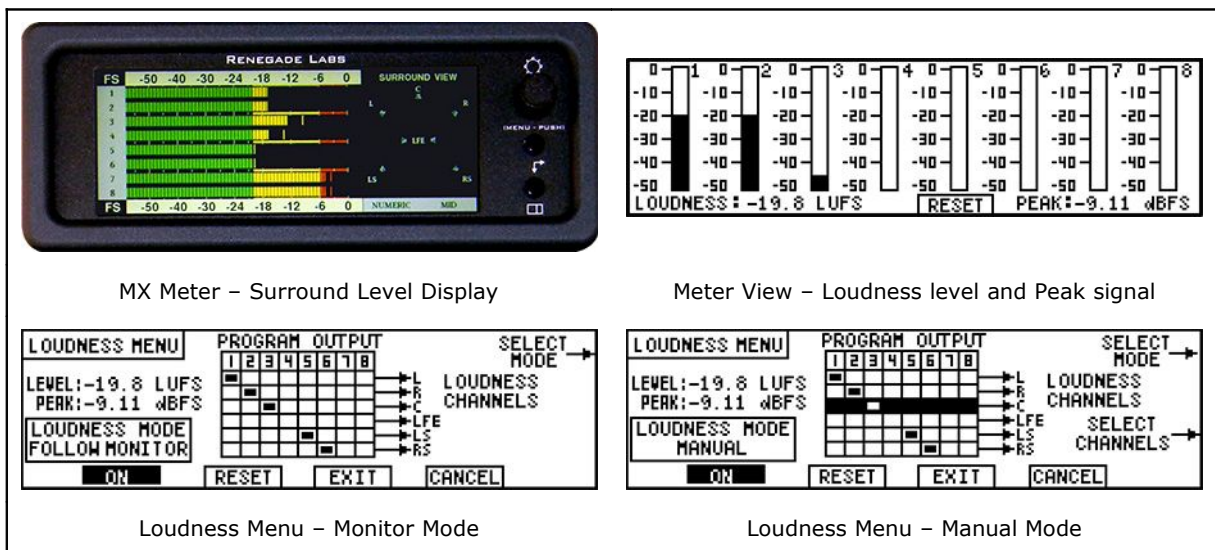 RENEGADE LABS
FS -50 -40 -30 -24 -18 -12 -6 0 SURROUND VIEW
1
2
3
4
5
6
7
8
C
L R
LFE
LS RS
FS -50 -40 -30 -24 -18 -12 -6 0 NUMERIC MID
(MENU - PUSH)
MX Meter – Surround Level Display
0 1 0 2 0 3 0 4 0 5 0 6 0 7 0 8
-10 -10 -10 -10 -10 -10 -10 -10
-20 -20 -20 -20 -20 -20 -20 -20
-30 -30 -30 -30 -30 -30 -30 -30
-40 -40 -40 -40 -40 -40 -40 -40
-50 -50 -50 -50 -50 -50 -50 -50
LOUDNESS:-19.8 LUFS RESET PEAK:-9.11 dBFS
Meter View – Loudness level and Peak signal
LOUDNESS MENU
PROGRAM OUTPUT
1 2 3 4 5 6 7 8
SELECT
MODE
LEVEL:-19.8 LUFS
PEAK:-9.11 dBFS
L
R
C
LFE
LS
RS
LOUDNESS
CHANNELS
LOUDNESS MODE
FOLLOW MONITOR
ON RESET EXIT CANCEL
Loudness Menu – Monitor Mode
LOUDNESS MENU
PROGRAM OUTPUT
1 2 3 4 5 6 7 8
SELECT
MODE
LEVEL:-19.8 LUFS
PEAK:-9.11 dBFS
L
R
C
LFE
LS
RS
LOUDNESS
CHANNELS
LOUDNESS MODE
MANUAL
SELECT
CHANNELS
ON RESET EXIT CANCEL
Loudness Menu – Manual Mode